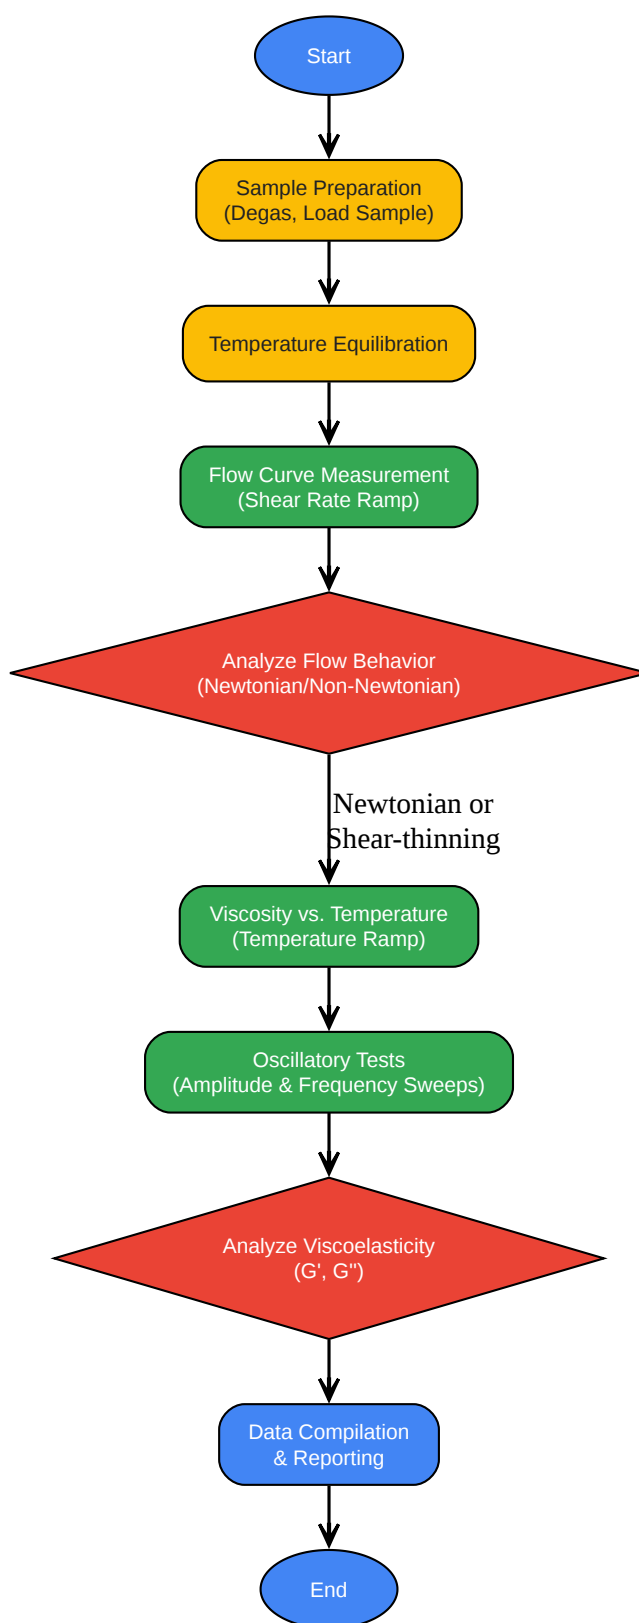 Start
Sample Preparation
(Degas, Load Sample)
Temperature Equilibration
Flow Curve Measurement
(Shear Rate Ramp)
Analyze Flow Behavior
(Newtonian/Non-Newtonian)
Newtonian or
Shear-thinning
Viscosity vs. Temperature
(Temperature Ramp)
Oscillatory Tests
(Amplitude & Frequency Sweeps)
Analyze Viscoelasticity
(G', G'')
Data Compilation
& Reporting
End